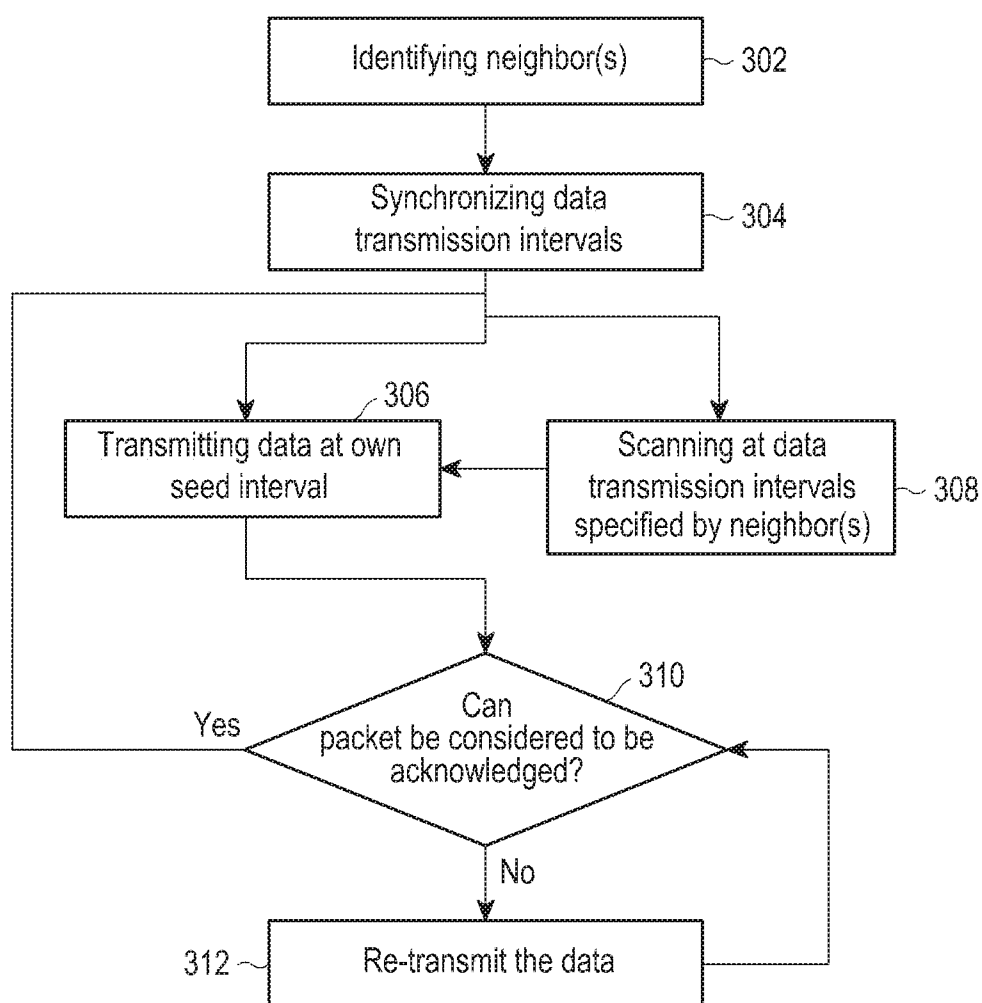 Identifying neighbor(s)
302
Synchronizing data
transmission intervals
304
306
Transmitting data at own
seed interval
Scanning at data
transmission intervals
specified by neighbor(s)
308
310
Can
packet be considered to be
acknowledged?
Yes
No
312
Re-transmit the data